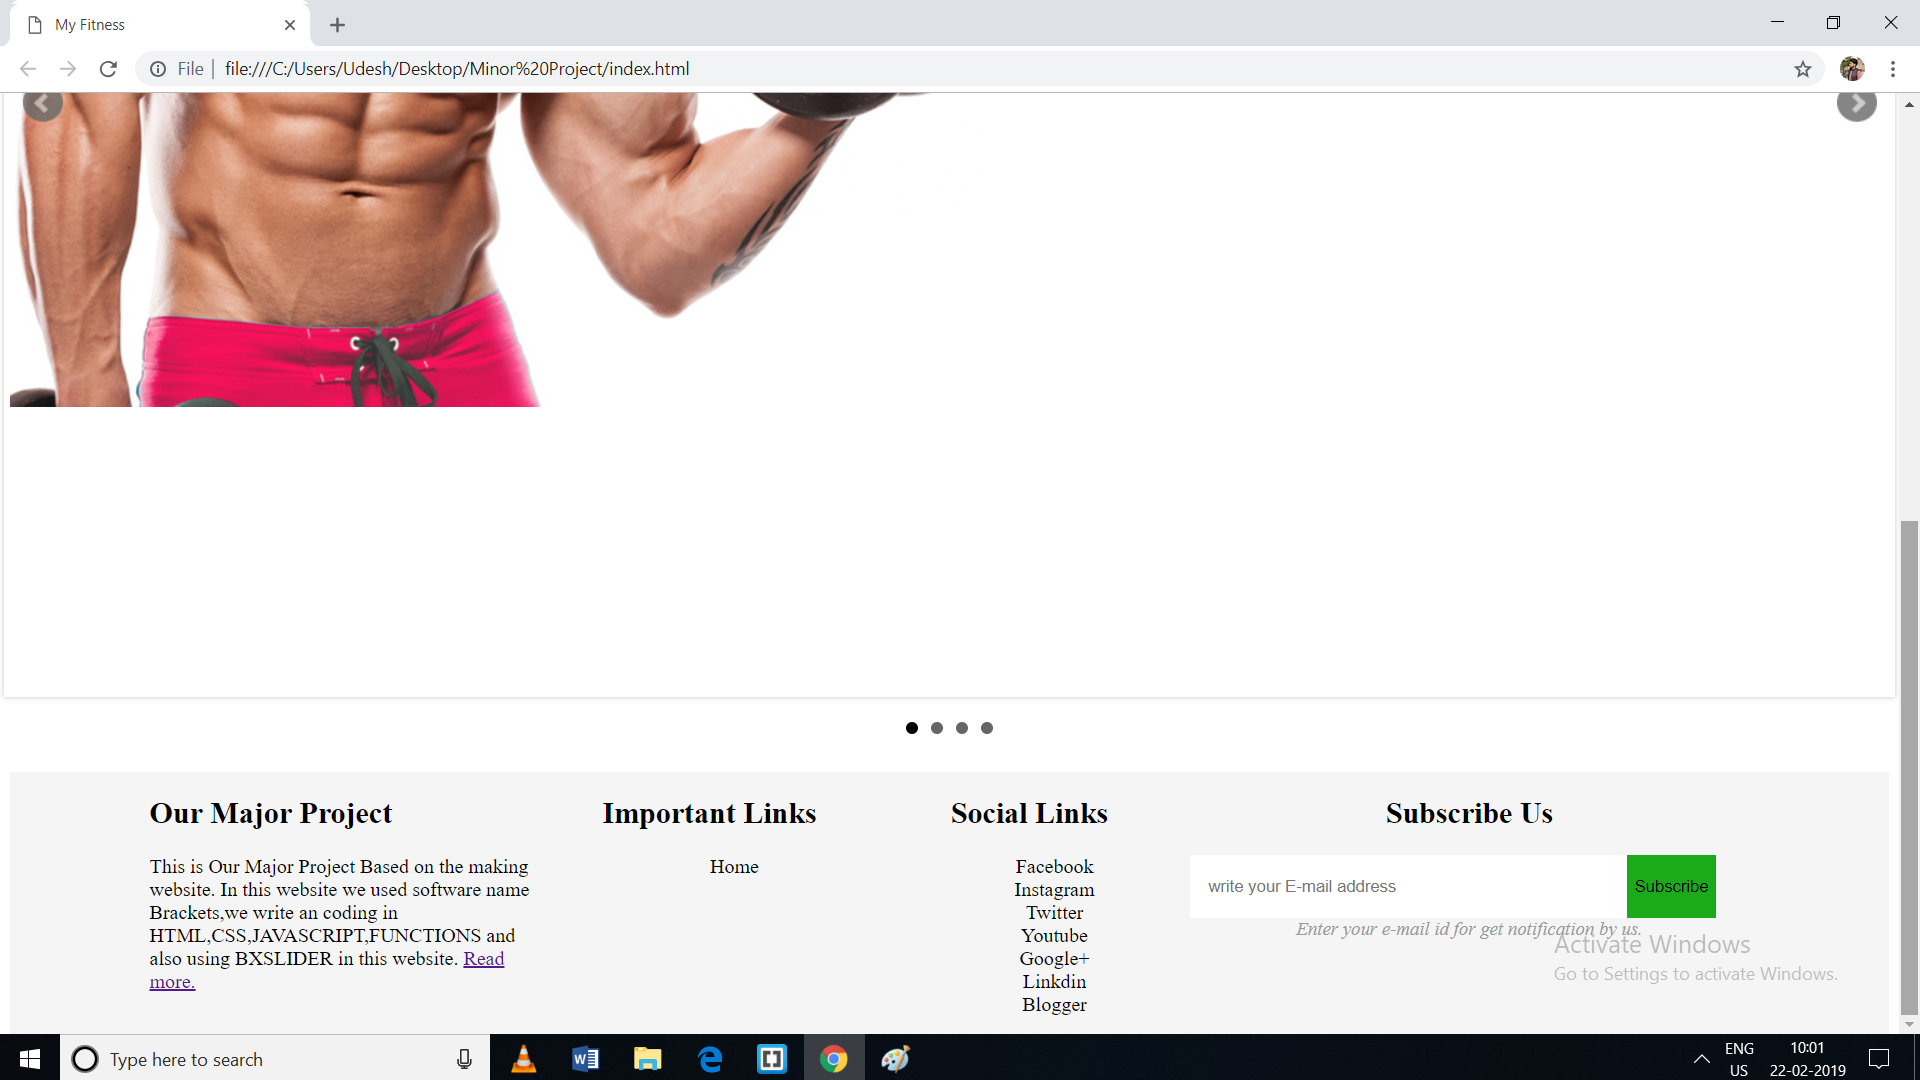 My Fitness
File
file:///C:/Users/Udesh/Desktop/Minor%20Project/index.html
Our Major Project
This is Our Major Project Based on the making
website. In this website we used software name
Brackets,we write an coding in
HTML,CSS,JAVASCRIPT,FUNCTIONS and
also using BXSLIDER in this website. Read
more.
Important Links
Home
Social Links
Facebook
Instagram
Twitter
Youtube
Google+
Linkdin
Blogger
Subscribe Us
write your E-mail address
Subscribe
Enter your e-mail id for get notification by us.
Activate Windows
Go to Settings to activate Windows.
Type here to search
ENG
US
10:01
22-02-2019